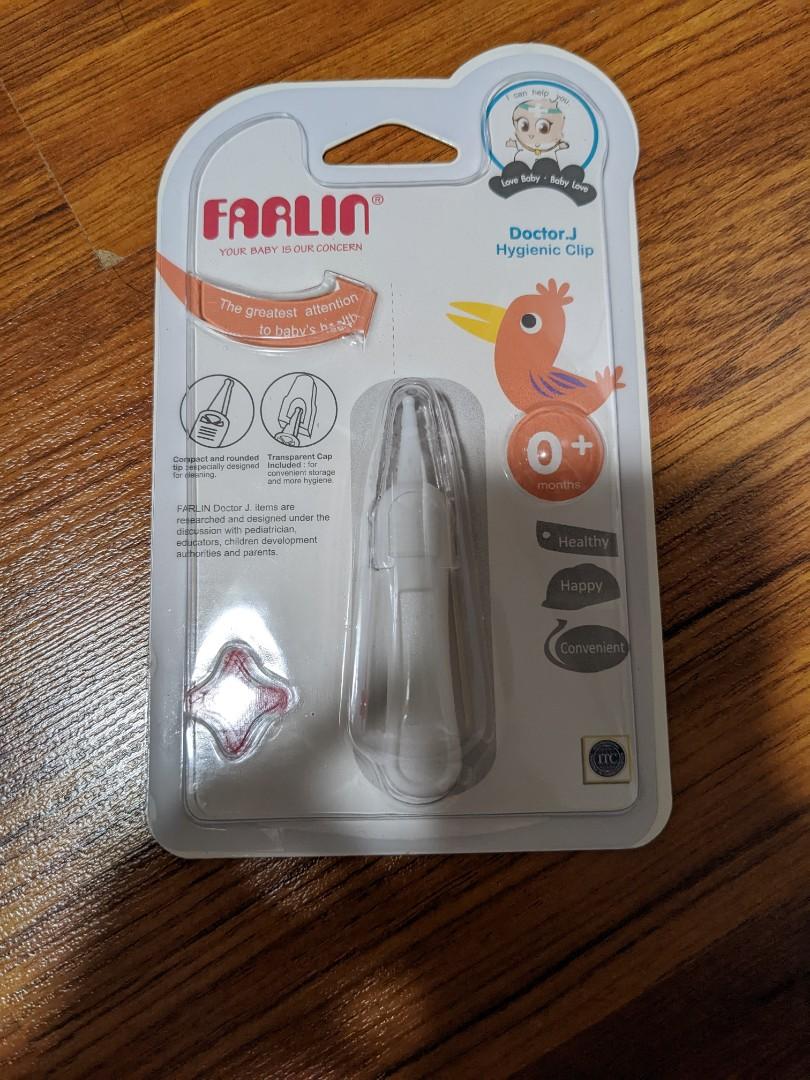 I can help you.
Love Baby · Baby Love
FARLIN®
YOUR BABY IS OUR CONCERN
Doctor.J
Hygienic Clip
The greatest attention
to baby's health
Compact and rounded
tip : especially designed
for cleaning.
Transparent Cap
Included : for
convenient storage
and more hygiene.
0+
months
FARLIN Doctor J. items are
researched and designed under the
discussion with pediatrician,
educators, children development
authorities and parents.
Healthy
Happy
Convenient
ITC